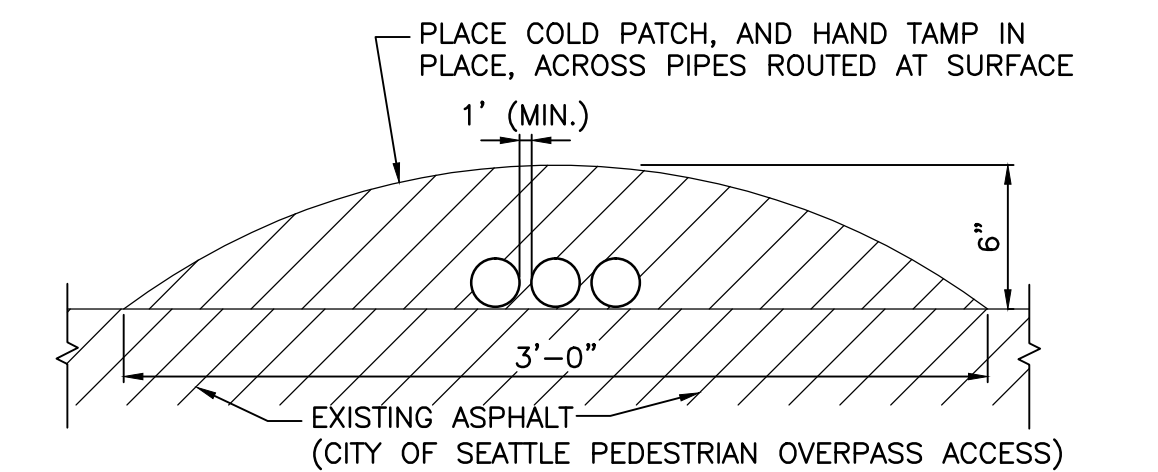 PLACE COLD PATCH, AND HAND TAMP IN
PLACE, ACROSS PIPES ROUTED AT SURFACE
1' (MIN.)
6"
3'-0"
EXISTING ASPHALT
(CITY OF SEATTLE PEDESTRIAN OVERPASS ACCESS)